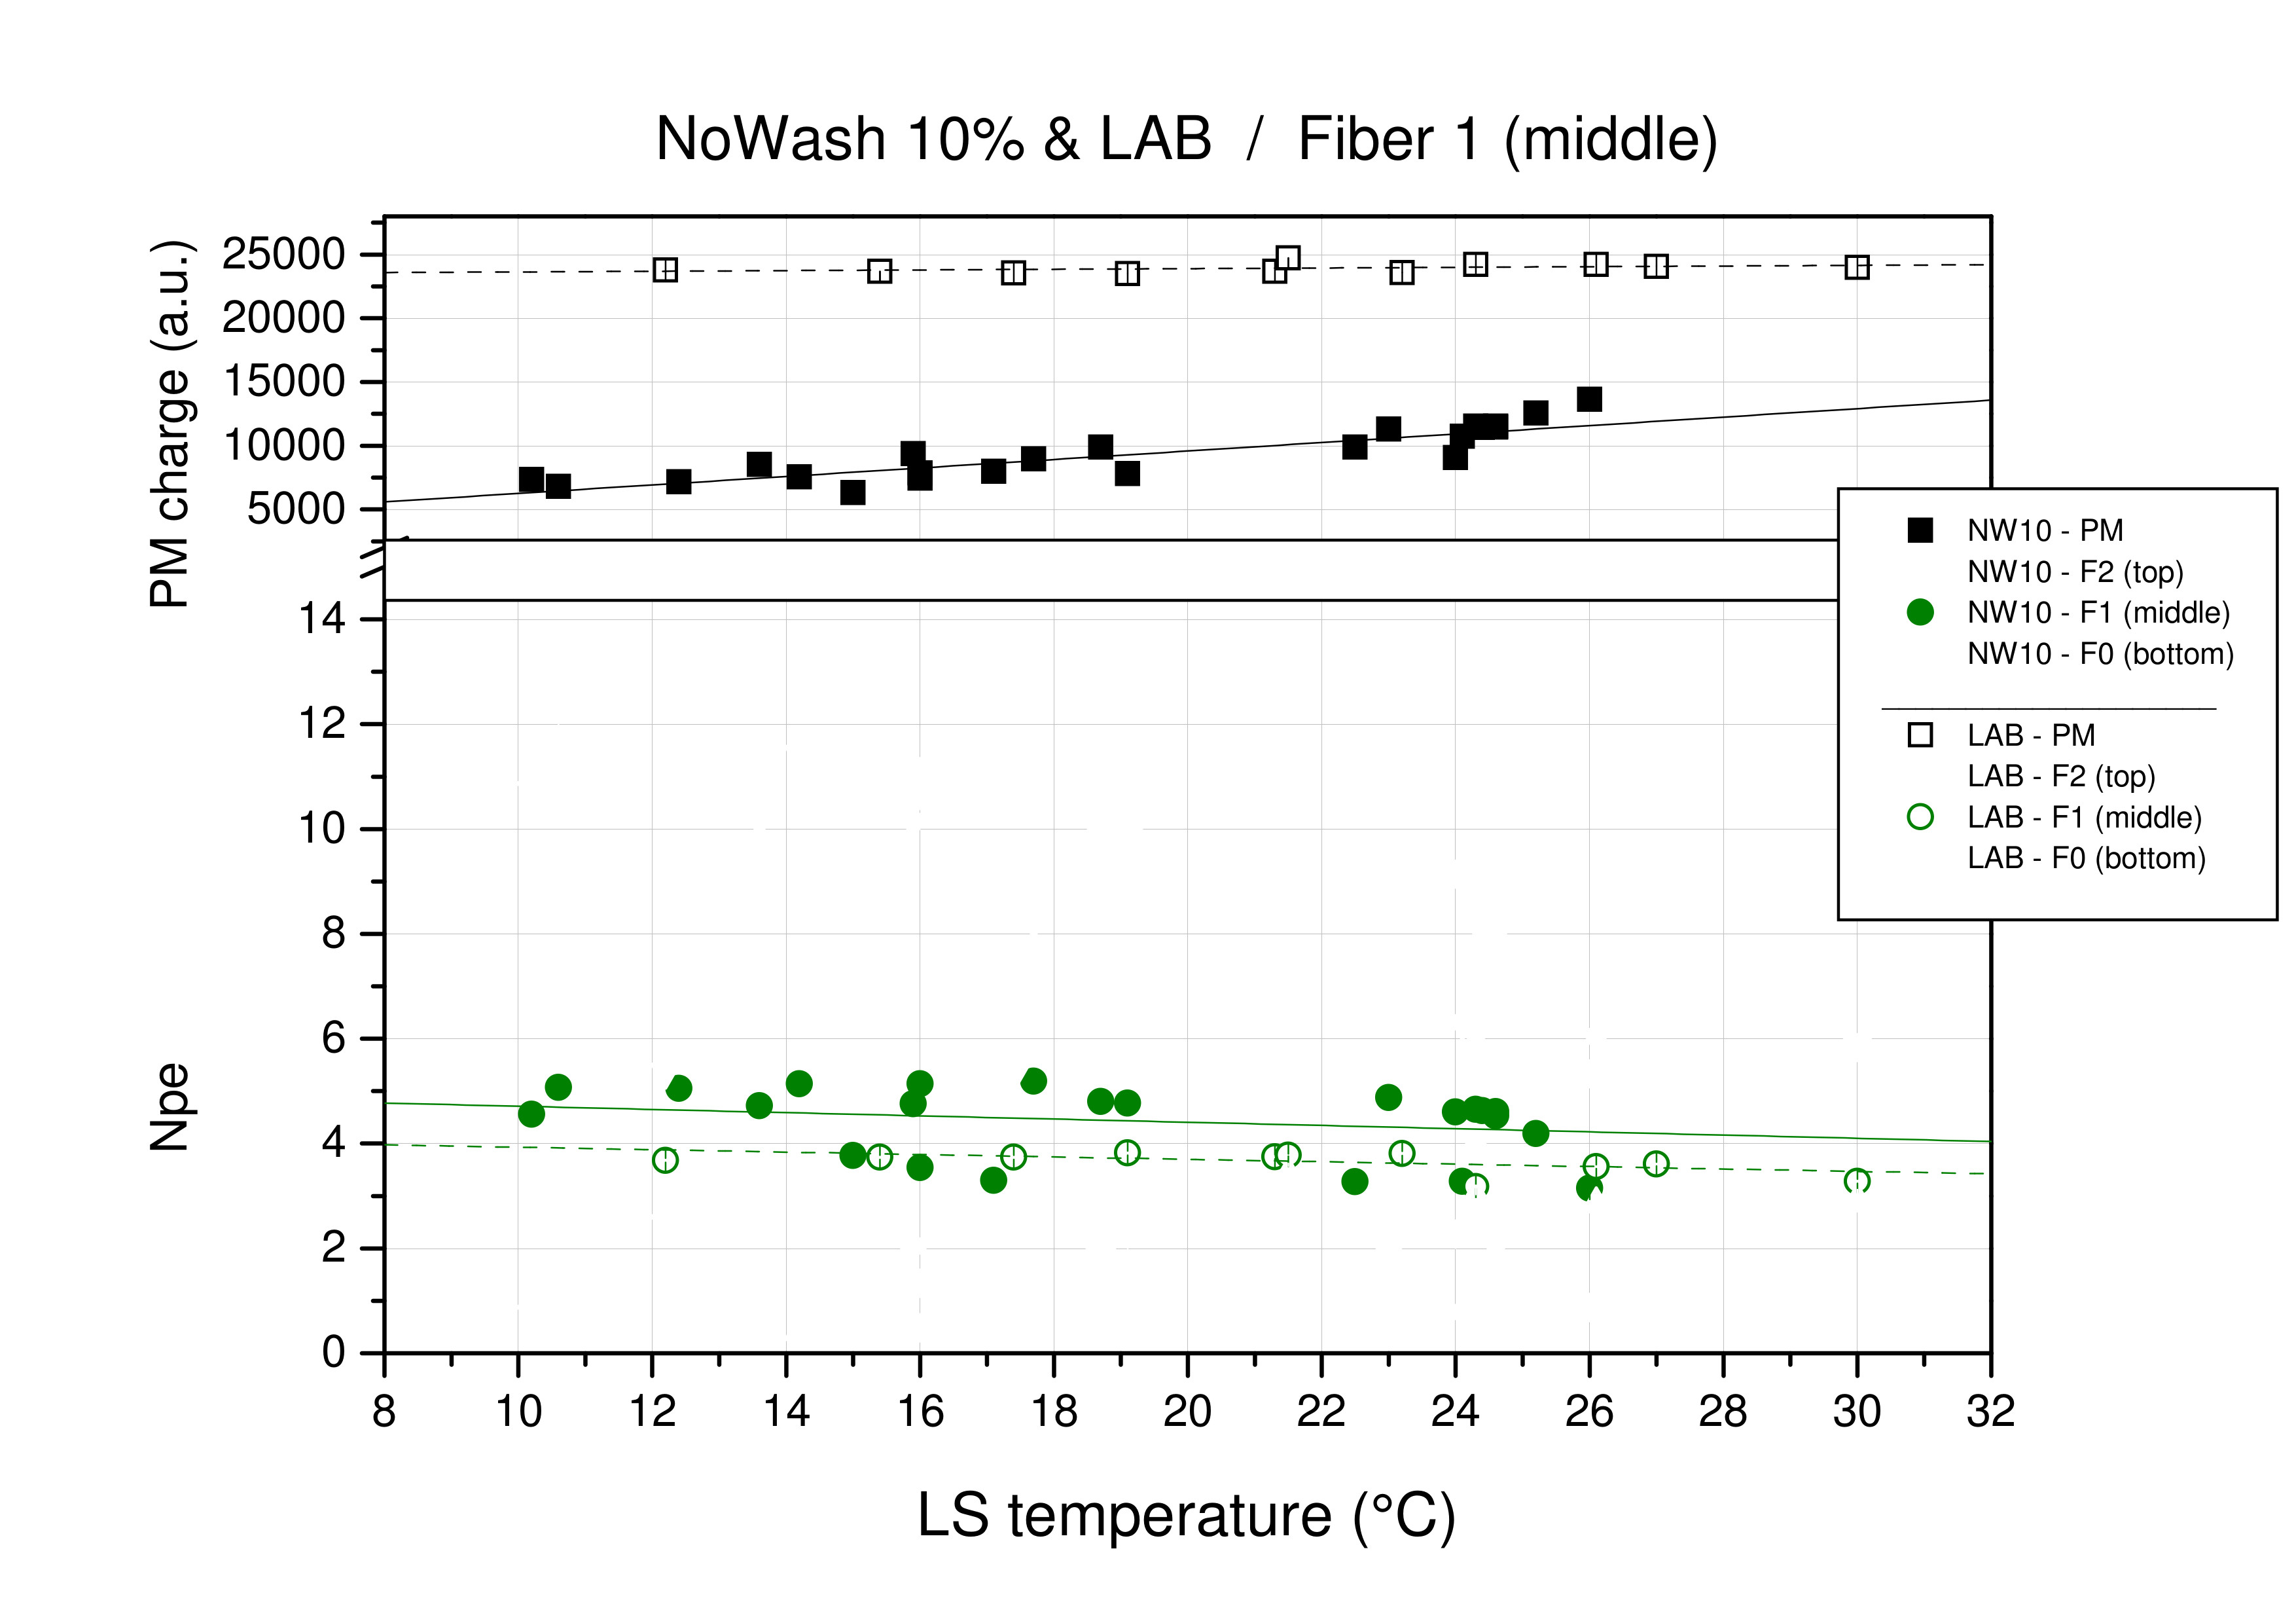 NoWash 10% & LAB / Fiber 1 (middle)
PM charge (a.u.)
25000
20000
15000
10000
5000
NW10 - PM
NW10 - F2 (top)
NW10 - F1 (middle)
NW10 - F0 (bottom)
LAB - PM
LAB - F2 (top)
LAB - F1 (middle)
LAB - F0 (bottom)
Npe
14
12
10
8
6
4
2
0
8 10 12 14 16 18 20 22 24 26 28 30 32
LS temperature (°C)